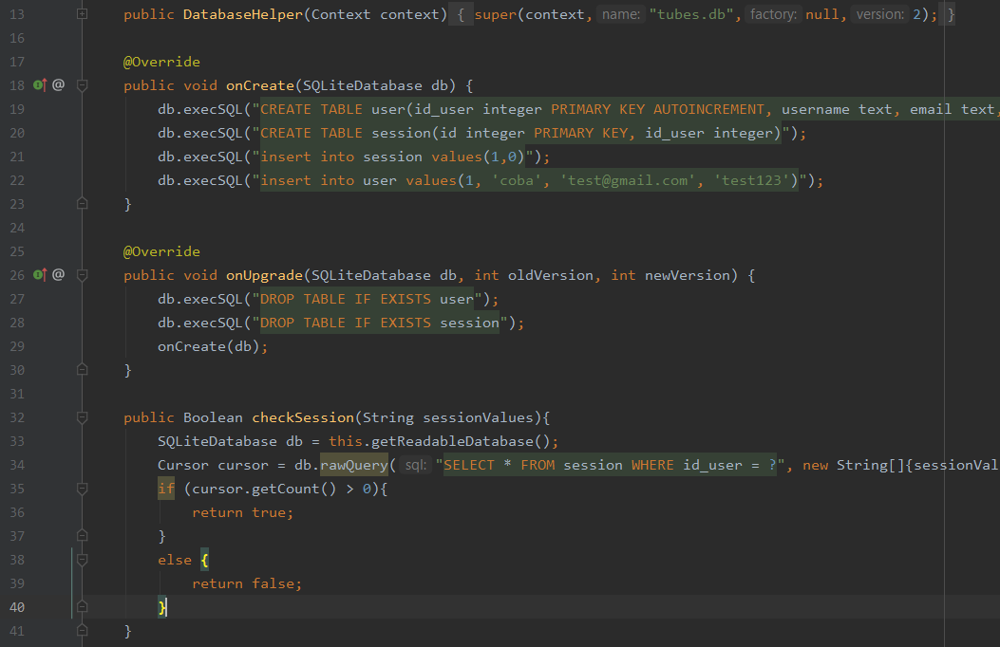 13 public DatabaseHelper(Context context) { super(context, name: "tubes.db", factory: null, version: 2); }
16
17 @Override
18 @ public void onCreate(SQLiteDatabase db) {
19 db.execSQL("CREATE TABLE user(id_user integer PRIMARY KEY AUTOINCREMENT, username text, email text,
20 db.execSQL("CREATE TABLE session(id integer PRIMARY KEY, id_user integer)");
21 db.execSQL("insert into session values(1,0)");
22 db.execSQL("insert into user values(1, 'coba', 'test@gmail.com', 'test123')");
23 }
24
25 @Override
26 @ public void onUpgrade(SQLiteDatabase db, int oldVersion, int newVersion) {
27 db.execSQL("DROP TABLE IF EXISTS user");
28 db.execSQL("DROP TABLE IF EXISTS session");
29 onCreate(db);
30 }
31
32 public Boolean checkSession(String sessionValues){
33 SQLiteDatabase db = this.getReadableDatabase();
34 Cursor cursor = db.rawQuery( sql: "SELECT * FROM session WHERE id_user = ?", new String[]{sessionVal
35 if (cursor.getCount() > 0){
36 return true;
37 }
38 else {
39 return false;
40 }
41 }